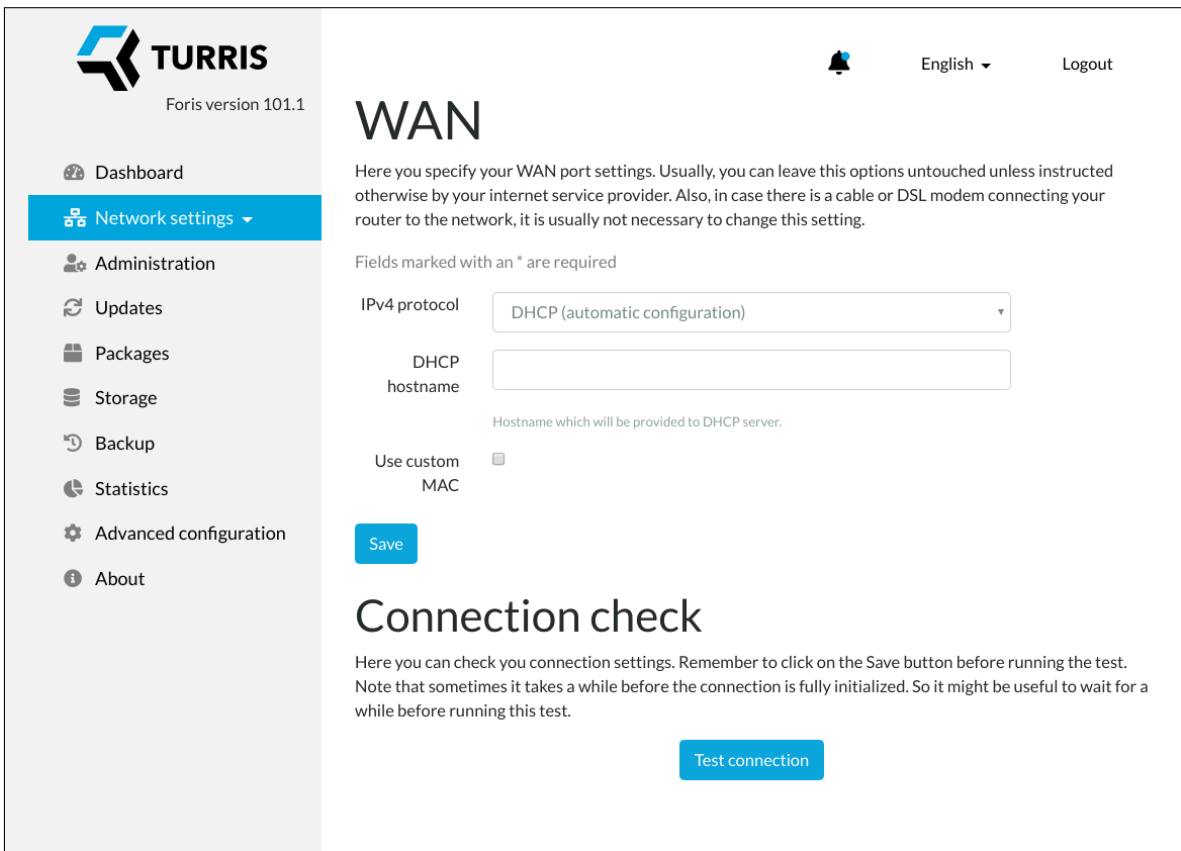 TURRIS
Foris version 101.1
English
Logout
Dashboard
Network settings
Administration
Updates
Packages
Storage
Backup
Statistics
Advanced configuration
About
WAN
Here you specify your WAN port settings. Usually, you can leave this options untouched unless instructed
otherwise by your internet service provider. Also, in case there is a cable or DSL modem connecting your
router to the network, it is usually not necessary to change this setting.
Fields marked with an * are required
IPv4 protocol
DHCP (automatic configuration)
DHCP
hostname
Hostname which will be provided to DHCP server.
Use custom
MAC
Save
Connection check
Here you can check you connection settings. Remember to click on the Save button before running the test.
Note that sometimes it takes a while before the connection is fully initialized. So it might be useful to wait for a
while before running this test.
Test connection